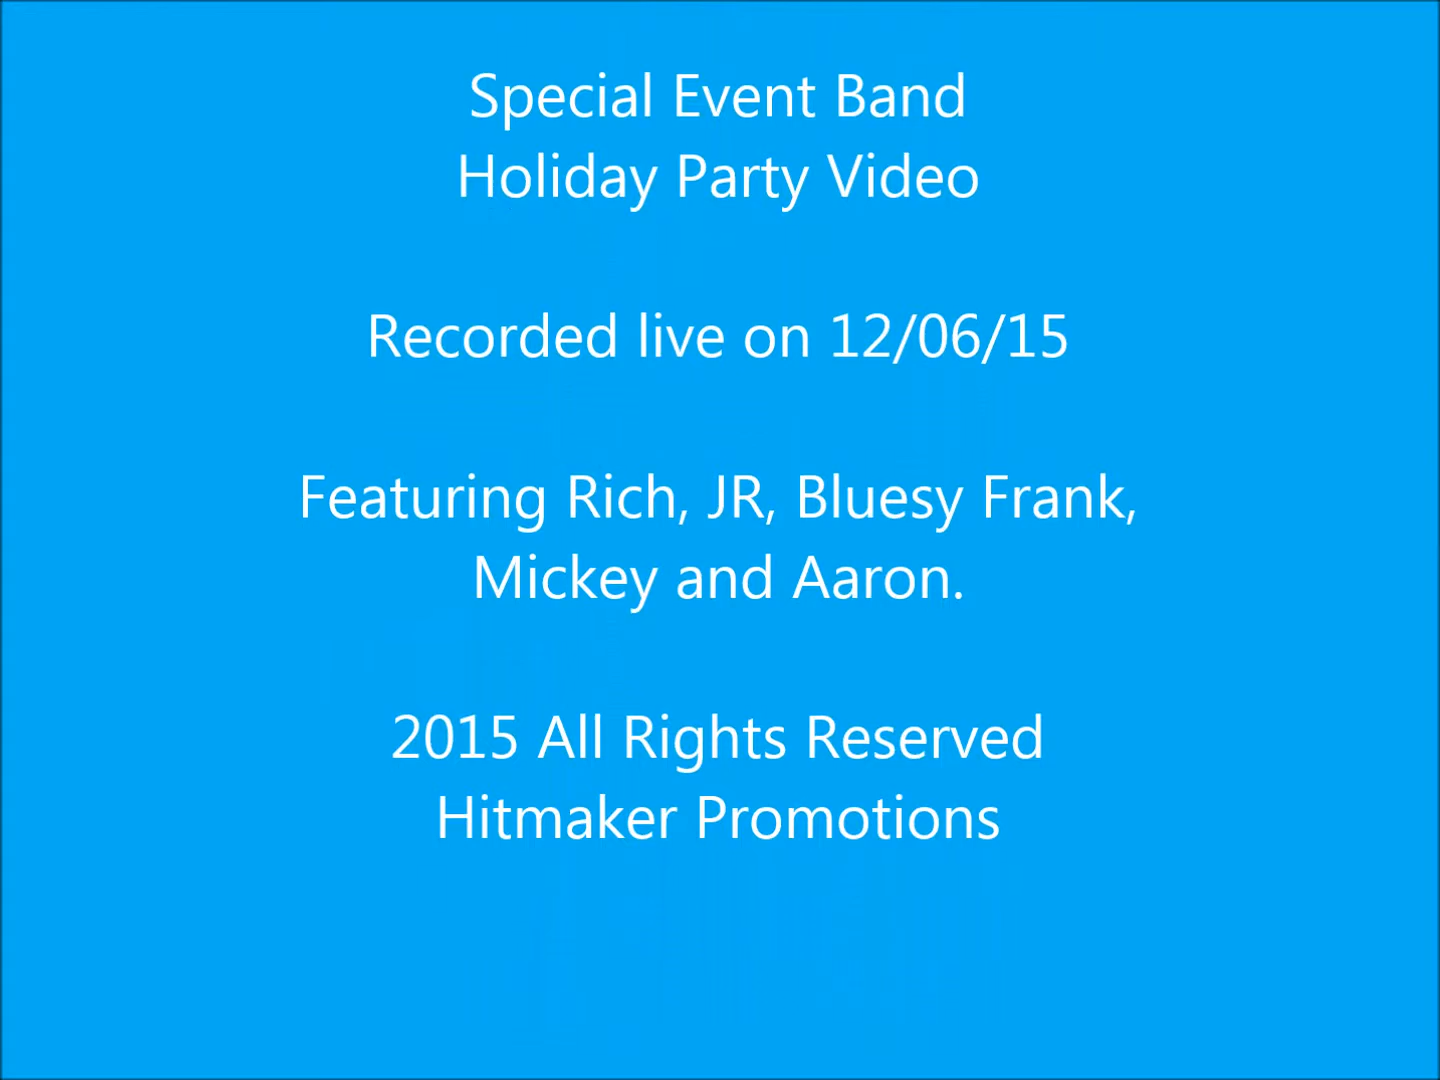 Special Event Band
Holiday Party Video
Recorded live on 12/06/15
Featuring Rich, JR, Bluesy Frank,
Mickey and Aaron.
2015 All Rights Reserved
Hitmaker Promotions